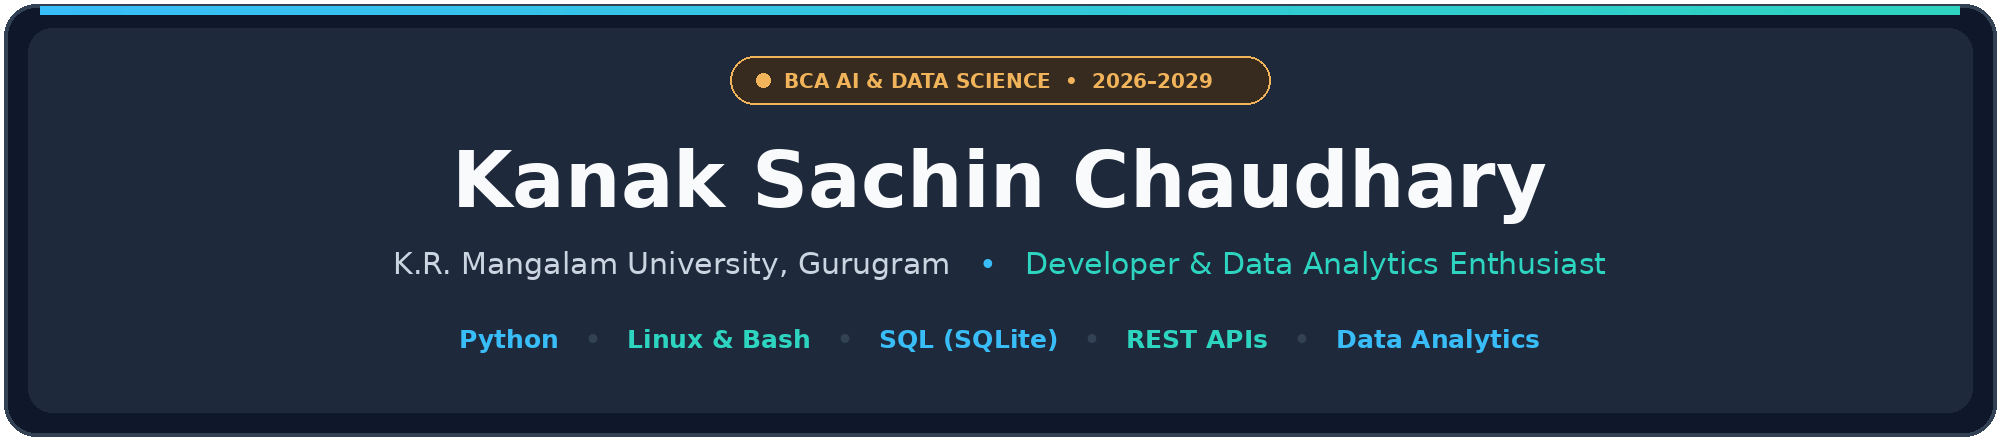 BCA AI & DATA SCIENCE • 2026–2029
Kanak Sachin Chaudhary
K.R. Mangalam University, Gurugram • Developer & Data Analytics Enthusiast
Python • Linux & Bash • SQL (SQLite) • REST APIs • Data Analytics